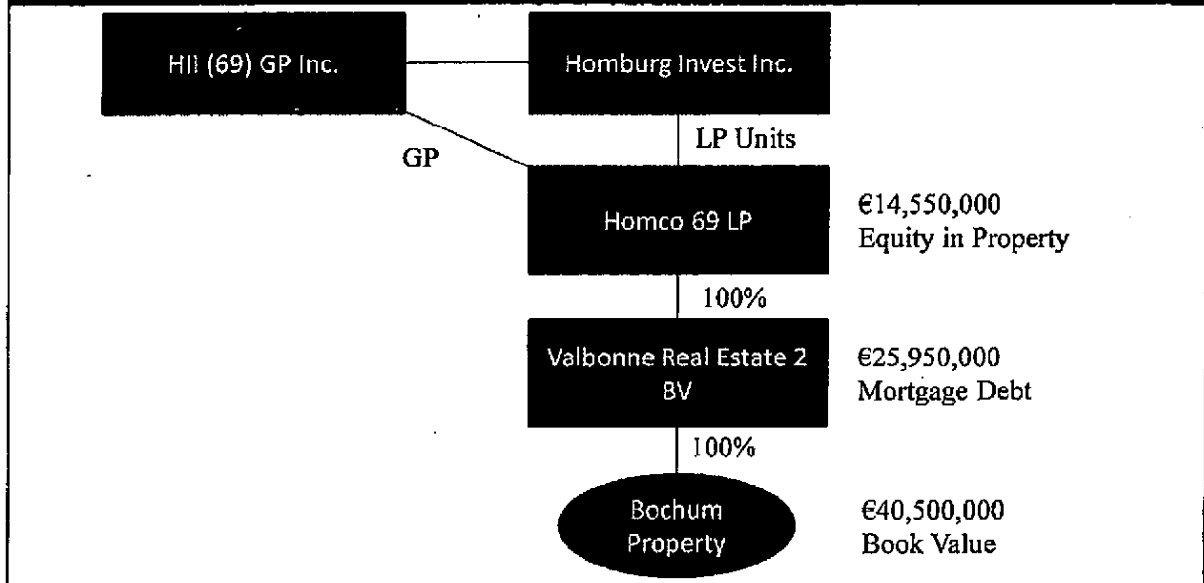 HII (69) GP Inc.
Homburg Invest Inc.
GP
LP Units
Homco 69 LP
€14,550,000
Equity in Property
100%
Valbonne Real Estate 2
BV
€25,950,000
Mortgage Debt
100%
Bochum
Property
€40,500,000
Book Value